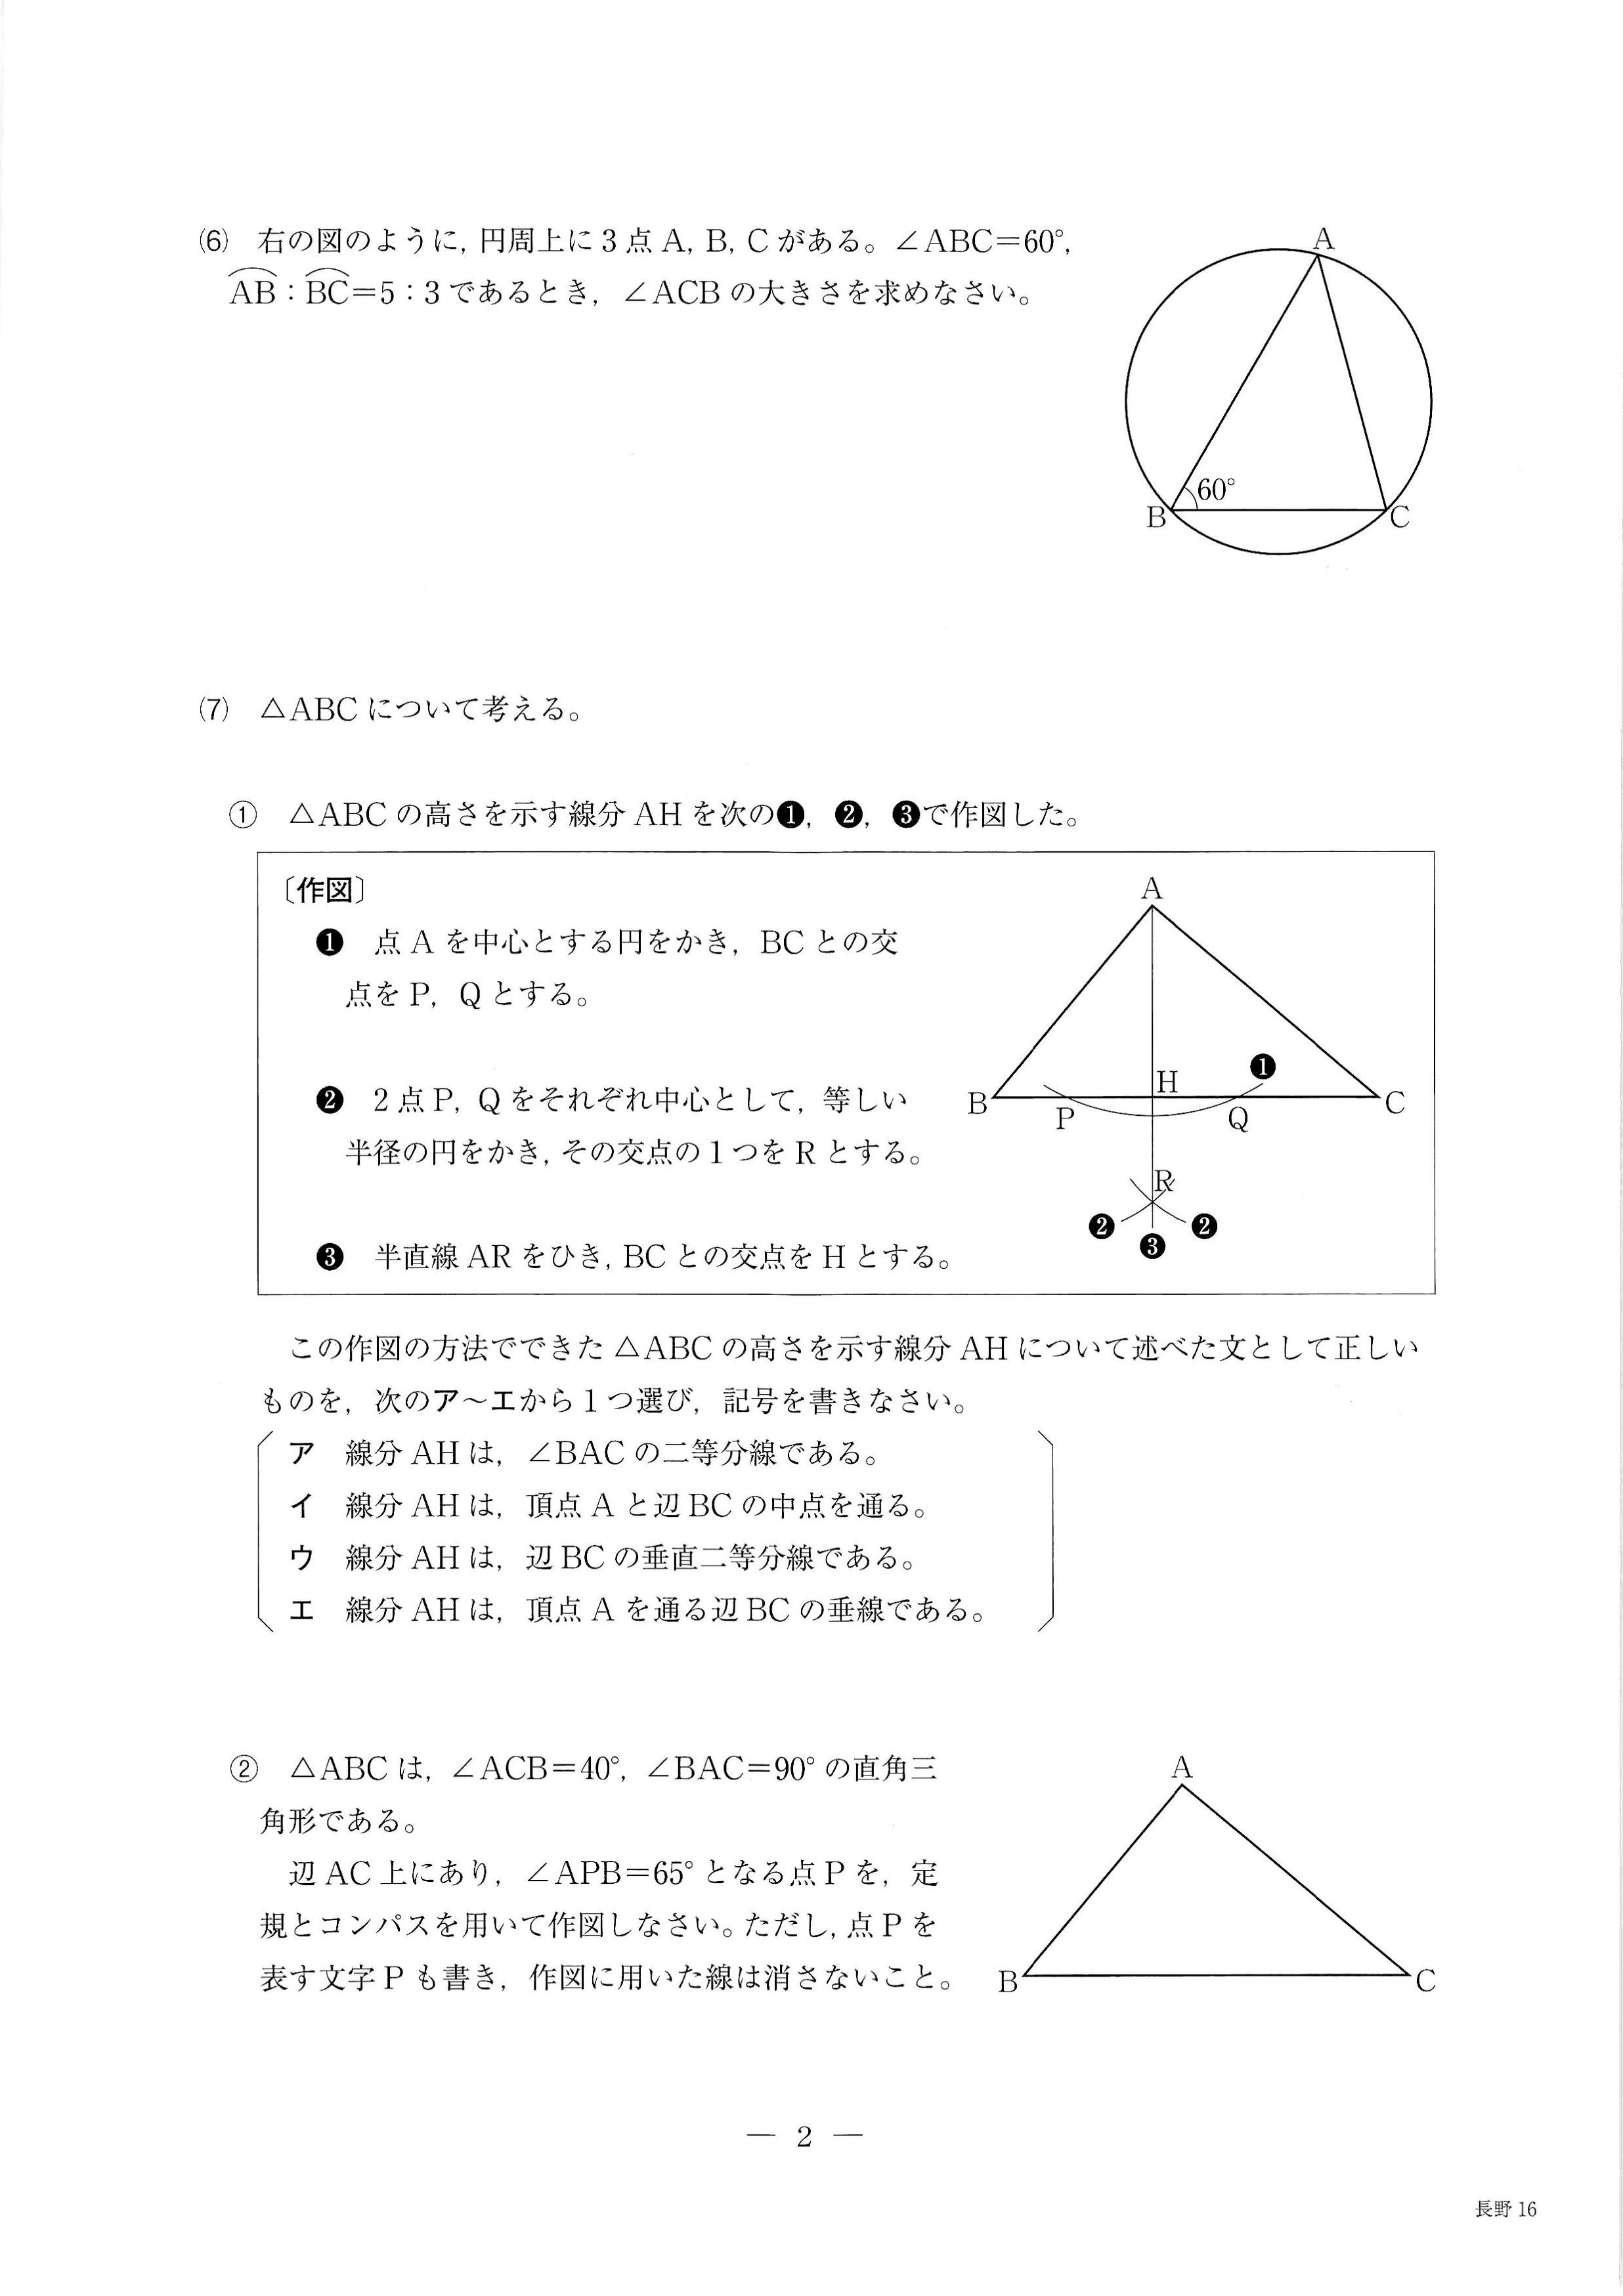 (6) 右の図のように, 円周上に3点A, B, Cがある。∠ABC=60°,
A͡B : B͡C=5 : 3であるとき, ∠ACBの大きさを求めなさい。
A
60°
B
C
(7) △ABCについて考える。
① △ABCの高さを示す線分AHを次の❶, ❷, ❸で作図した。
〔作図〕
❶ 点Aを中心とする円をかき, BCとの交
点をP, Qとする。
❷ 2点P, Qをそれぞれ中心として, 等しい
半径の円をかき, その交点の1つをRとする。
❸ 半直線ARをひき, BCとの交点をHとする。
A
❶
H
B
C
P
Q
R
❷
❷
❸
この作図の方法でできた△ABCの高さを示す線分AHについて述べた文として正しい
ものを, 次のア〜エから1つ選び, 記号を書きなさい。
ア 線分AHは, ∠BACの二等分線である。
イ 線分AHは, 頂点Aと辺BCの中点を通る。
ウ 線分AHは, 辺BCの垂直二等分線である。
エ 線分AHは, 頂点Aを通る辺BCの垂線である。
② △ABCは, ∠ACB=40°, ∠BAC=90°の直角三
角形である。
辺AC上にあり, ∠APB=65°となる点Pを, 定
規とコンパスを用いて作図しなさい。ただし, 点Pを
表す文字Pも書き, 作図に用いた線は消さないこと。
A
B
C
— 2 —
長野16